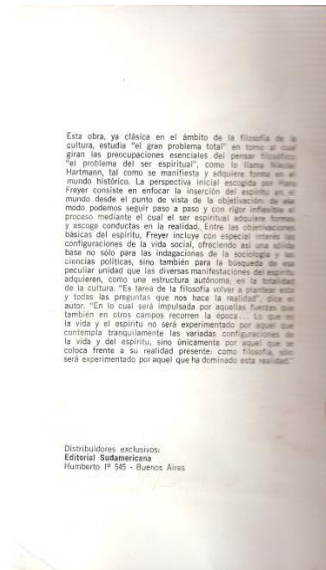 Esta obra, ya clásica en el ámbito de la filosofía de la
cultura, estudia "el gran problema total" en torno al cual
giran las preocupaciones esenciales del pensar filosófico
"el problema del ser espiritual", como lo llama Nikolai
Hartmann, tal como se manifiesta y adquiere forma en el
mundo histórico. La perspectiva inicial escogida por Hans
Freyer consiste en enfocar la inserción del espíritu en el
mundo desde el punto de vista de la objetivación: de ese
modo podemos seguir paso a paso y con rigor inflexible el
proceso mediante el cual el ser espiritual adquiere formas
y escoge conductas en la realidad. Entre las objetivaciones
básicas del espíritu, Freyer incluye con especial interés las
configuraciones de la vida social, ofreciendo así una sólida
base no sólo para las indagaciones de la sociología y las
ciencias políticas, sino también para la búsqueda de esa
peculiar unidad que las diversas manifestaciones del espíritu
adquieren, como una estructura autónoma, en la totalidad
de la cultura. "Es tarea de la filosofía volver a plantear esta
y todas las preguntas que nos hace la realidad", dice el
autor. "En lo cual será impulsada por aquellas fuerzas que
también en otros campos recorren la época... Lo que es
la vida y el espíritu no será experimentado por aquel que
contempla tranquilamente las variadas configuraciones de
la vida y del espíritu, sino únicamente por aquel que se
coloca frente a su realidad presente: como filosofía, sólo
será experimentado por aquel que ha dominado esta realidad."
Distribuidores exclusivos:
Editorial Sudamericana
Humberto Iº 545 - Buenos Aires